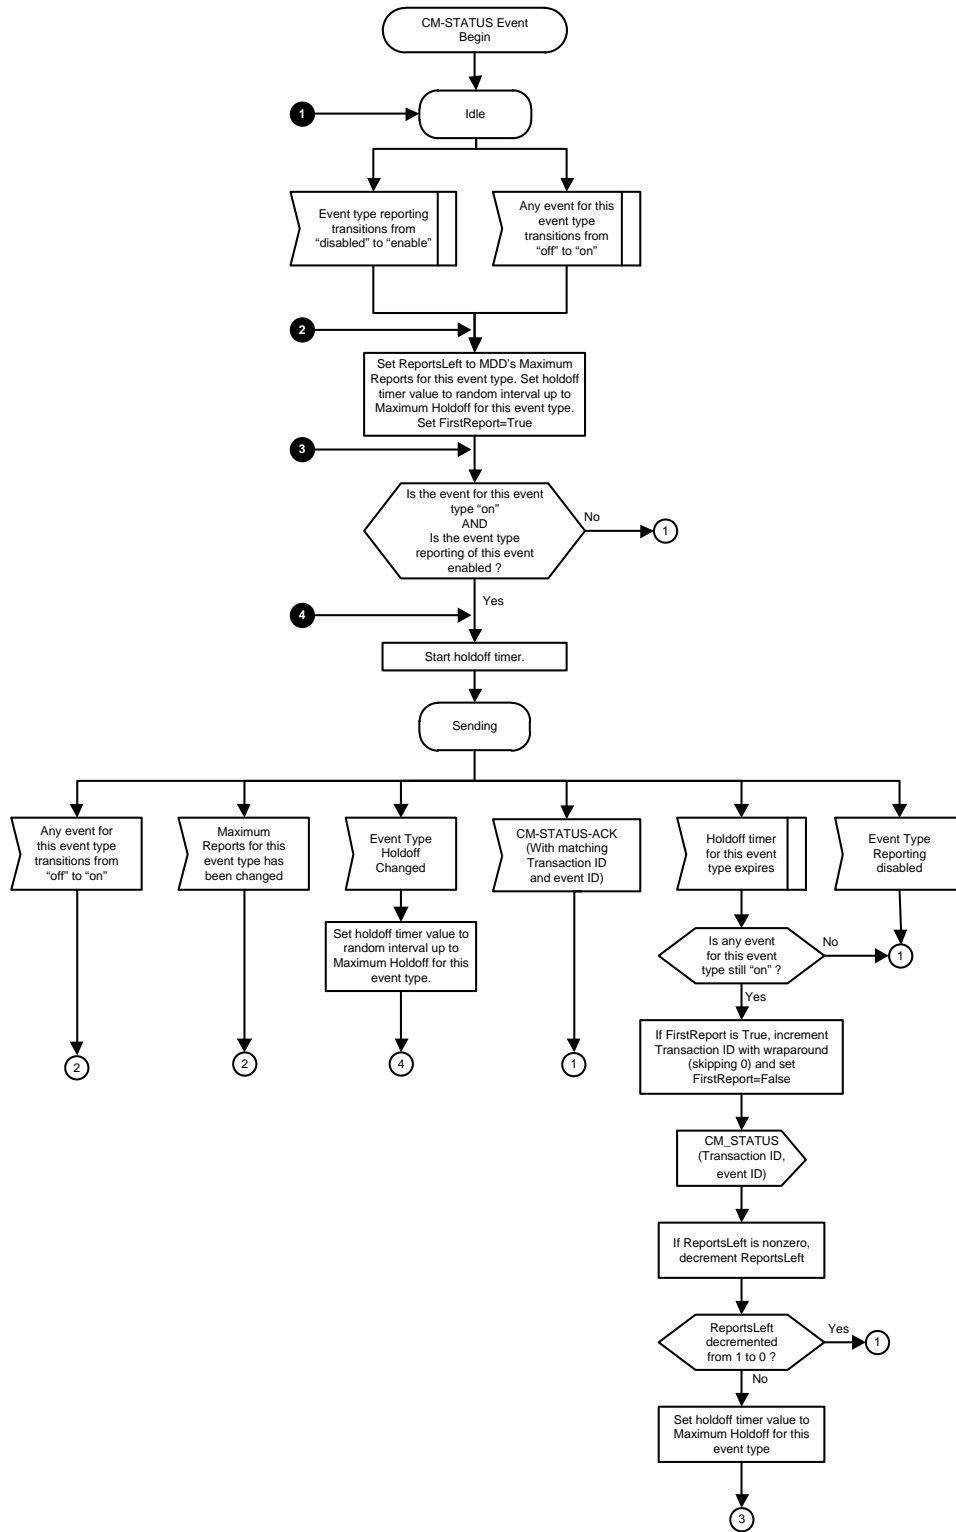 CM-STATUS Event
Begin
1
Idle
Event type reporting
transitions from
“disabled” to “enable”
Any event for this
event type
transitions from
“off” to “on”
2
Set ReportsLeft to MDD's Maximum
Reports for this event type. Set holdoff
timer value to random interval up to
Maximum Holdoff for this event type.
Set FirstReport=True
3
Is the event for this event
type “on”
AND
Is the event type
reporting of this event
enabled ?
No
1
Yes
4
Start holdoff timer.
Sending
Any event for
this event type
transitions from
“off” to “on”
Maximum
Reports for this
event type has
been changed
Event Type
Holdoff
Changed
CM-STATUS-ACK
(With matching
Transaction ID
and event ID)
Holdoff timer
for this event
type expires
Event Type
Reporting
disabled
Set holdoff timer value to
random interval up to
Maximum Holdoff for this
event type.
Is any event
for this event
type still “on” ?
No
1
Yes
If FirstReport is True, increment
Transaction ID with wraparound
(skipping 0) and set
FirstReport=False
2
2
4
1
CM_STATUS
(Transaction ID,
event ID)
If ReportsLeft is nonzero,
decrement ReportsLeft
ReportsLeft
decremented
from 1 to 0 ?
Yes
1
No
Set holdoff timer value to
Maximum Holdoff for this
event type
3